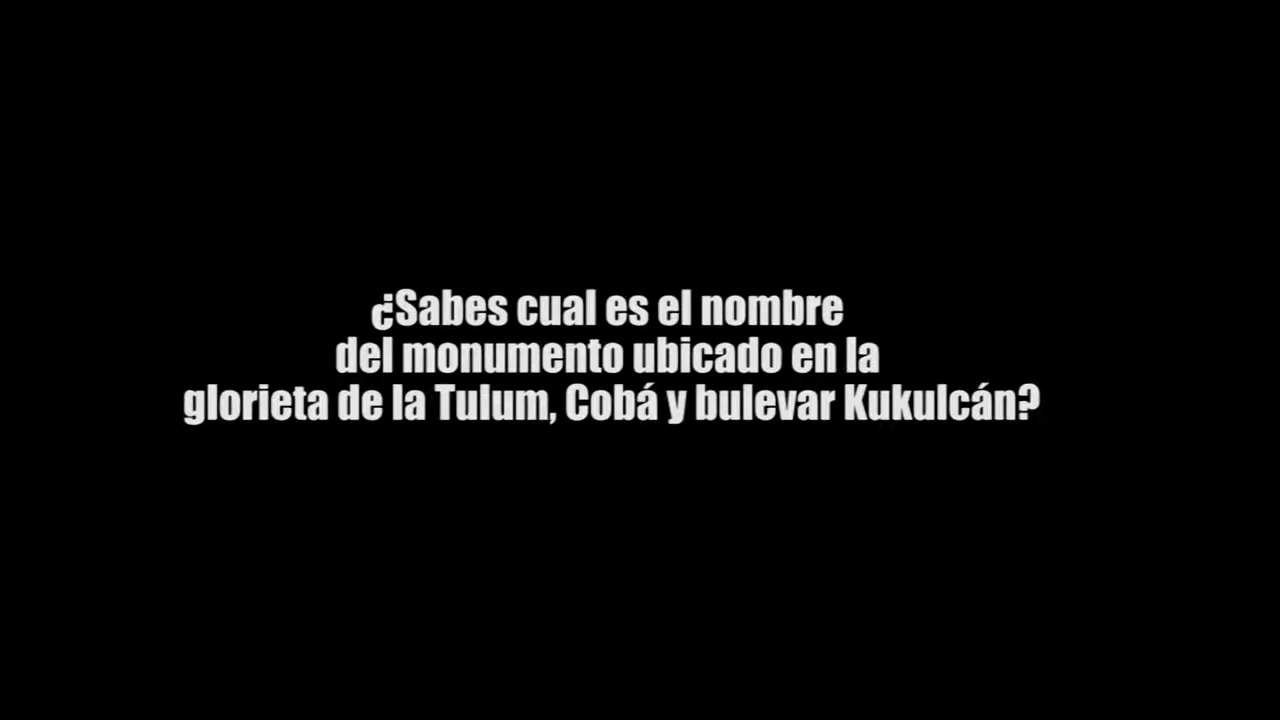 ¿Sabes cual es el nombre
del monumento ubicado en la
glorieta de la Tulum, Cobá y bulevar Kukulcán?